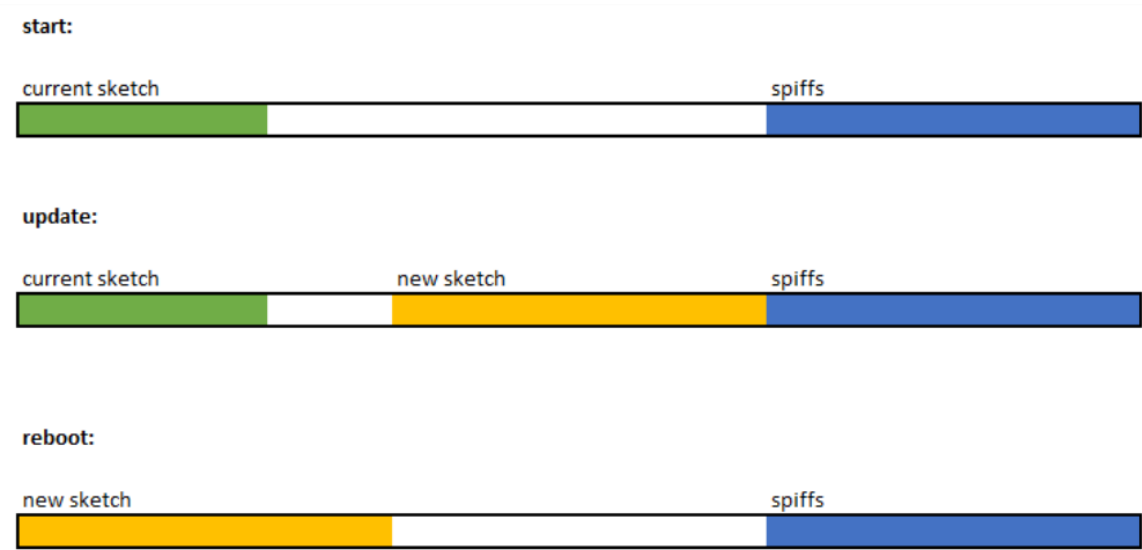 start:
current sketch spiffs
update:
current sketch new sketch spiffs
reboot:
new sketch spiffs